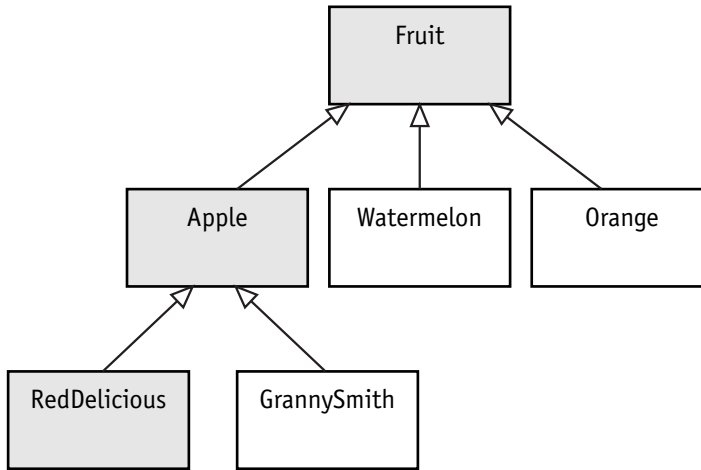 Fruit
Apple
Watermelon
Orange
RedDelicious
GrannySmith